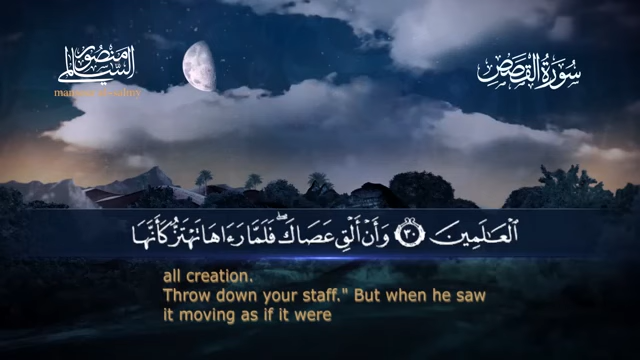 منصور السالمي
mansour alsalmy
سُورَةُ القَصَصِ
ٱلْعَـٰلَمِينَ ٣٠ وَأَنْ أَلْقِ عَصَاكَ ۖ فَلَمَّا رَءَاهَا تَهْتَزُّ كَأَنَّهَا
all creation.
Throw down your staff." But when he saw
it moving as if it were